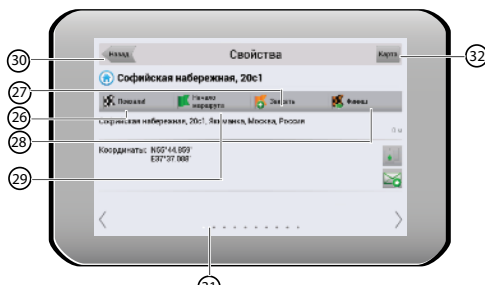 30 Назад Свойства Карта 32
Софийская набережная, 20с1
27
Поехали! Начало маршрута Заехать Финиш
26
Софийская набережная, 20с1, Якиманка, Москва, Россия
0 м
28
Координаты: N55°44.859'
E37°37.088'
29
31